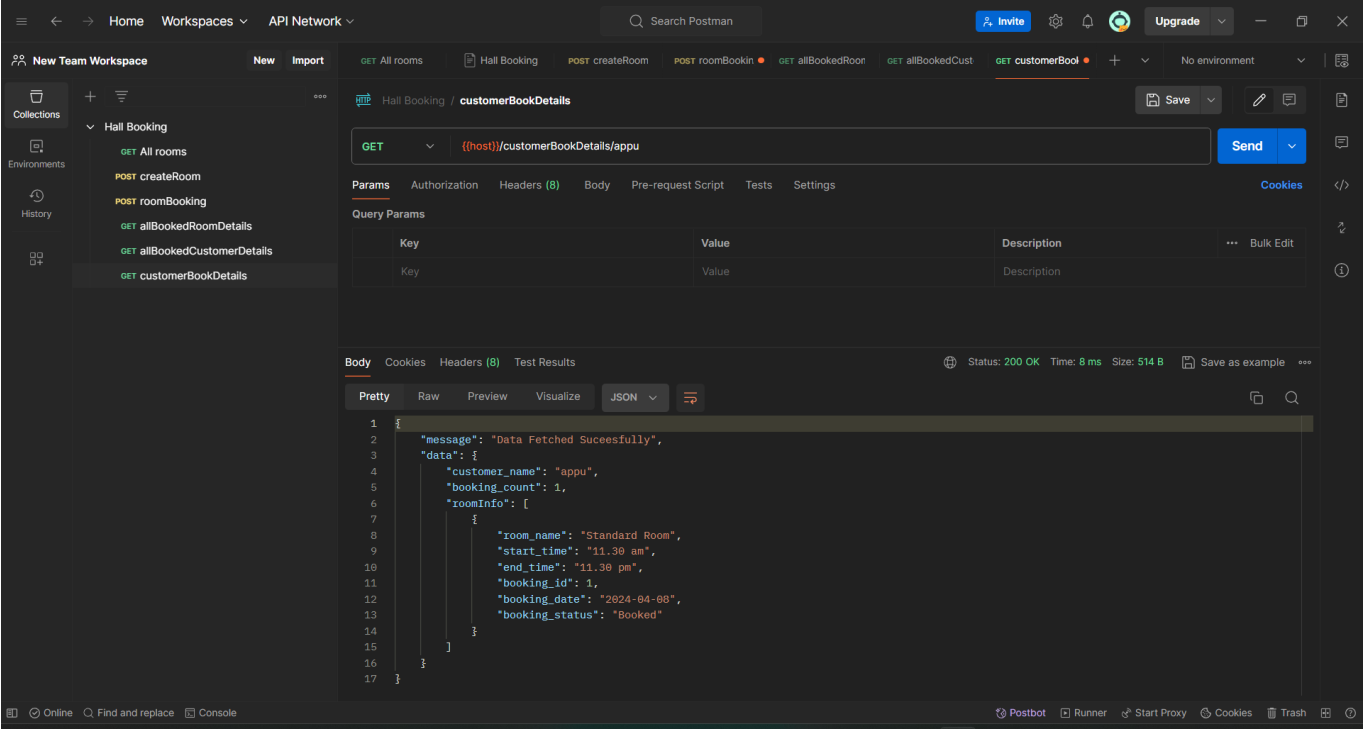 Home Workspaces API Network Search Postman Invite Upgrade
New Team Workspace New Import GET All rooms Hall Booking POST createRoom POST roomBookin GET allBookedRoon GET allBookedCust GET customerBool No environment
Collections
Environments
History
Hall Booking
GET All rooms
POST createRoom
POST roomBooking
GET allBookedRoomDetails
GET allBookedCustomerDetails
GET customerBookDetails
HTTP Hall Booking / customerBookDetails Save
GET {{host}}/customerBookDetails/appu Send
Params Authorization Headers (8) Body Pre-request Script Tests Settings Cookies
Query Params
Key Value Description ••• Bulk Edit
Key Value Description
Body Cookies Headers (8) Test Results Status: 200 OK Time: 8 ms Size: 514 B Save as example
Pretty Raw Preview Visualize JSON
1 {
2 "message": "Data Fetched Suceesfully",
3 "data": {
4 "customer_name": "appu",
5 "booking_count": 1,
6 "roomInfo": [
7 {
8 "room_name": "Standard Room",
9 "start_time": "11.30 am",
10 "end_time": "11.30 pm",
11 "booking_id": 1,
12 "booking_date": "2024-04-08",
13 "booking_status": "Booked"
14 }
15 ]
16 }
17 }
Online Find and replace Console Postbot Runner Start Proxy Cookies Trash